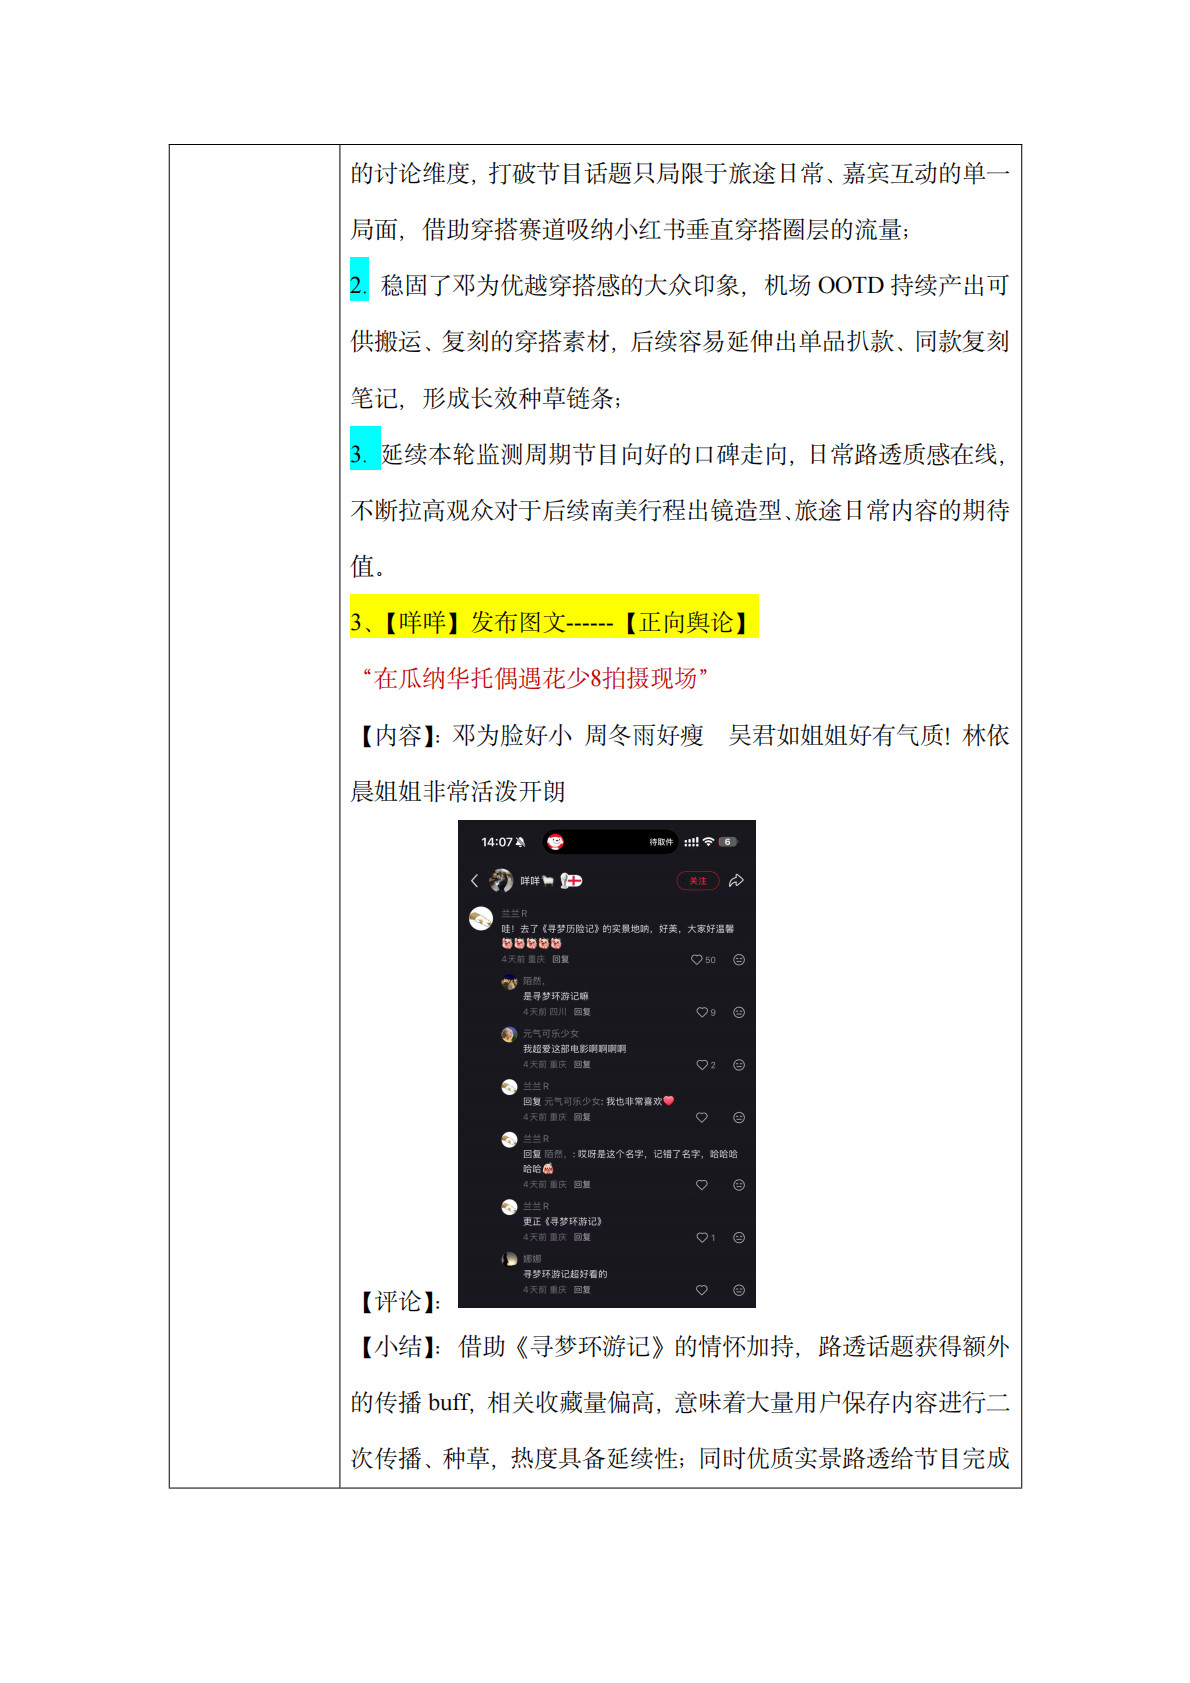 的讨论维度，打破节目话题只局限于旅途日常、嘉宾互动的单一
局面，借助穿搭赛道吸纳小红书垂直穿搭圈层的流量；
2. 稳固了邓为优越穿搭感的大众印象，机场 OOTD 持续产出可
供搬运、复刻的穿搭素材，后续容易延伸出单品扒款、同款复刻
笔记，形成长效种草链条；
3. 延续本轮监测周期节目向好的口碑走向，日常路透质感在线，
不断拉高观众对于后续南美行程出镜造型、旅途日常内容的期待
值。
3、【咩咩】发布图文------【正向舆论】
“在瓜纳华托偶遇花少8拍摄现场”
【内容】：邓为脸好小 周冬雨好瘦 吴君如姐姐好有气质！林依
晨姐姐非常活泼开朗
14:07 待取件 6
咩咩 关注
兰兰R
哇！去了《寻梦历险记》的实景地呐，好美，大家好温馨
4天前 重庆 回复 50
陌然，
是寻梦环游记嘛
4天前 四川 回复 9
元气可乐少女
我超爱这部电影啊啊啊啊
4天前 重庆 回复 2
兰兰R
回复 元气可乐少女: 我也非常喜欢
4天前 重庆 回复
兰兰R
回复 陌然，: 哎呀是这个名字，记错了名字，哈哈哈
哈哈
4天前 重庆 回复
兰兰R
更正《寻梦环游记》
4天前 重庆 回复 1
娜娜
寻梦环游记超好看的
4天前 重庆 回复
【评论】：
【小结】：借助《寻梦环游记》的情怀加持，路透话题获得额外
的传播 buff，相关收藏量偏高，意味着大量用户保存内容进行二
次传播、种草，热度具备延续性；同时优质实景路透给节目完成